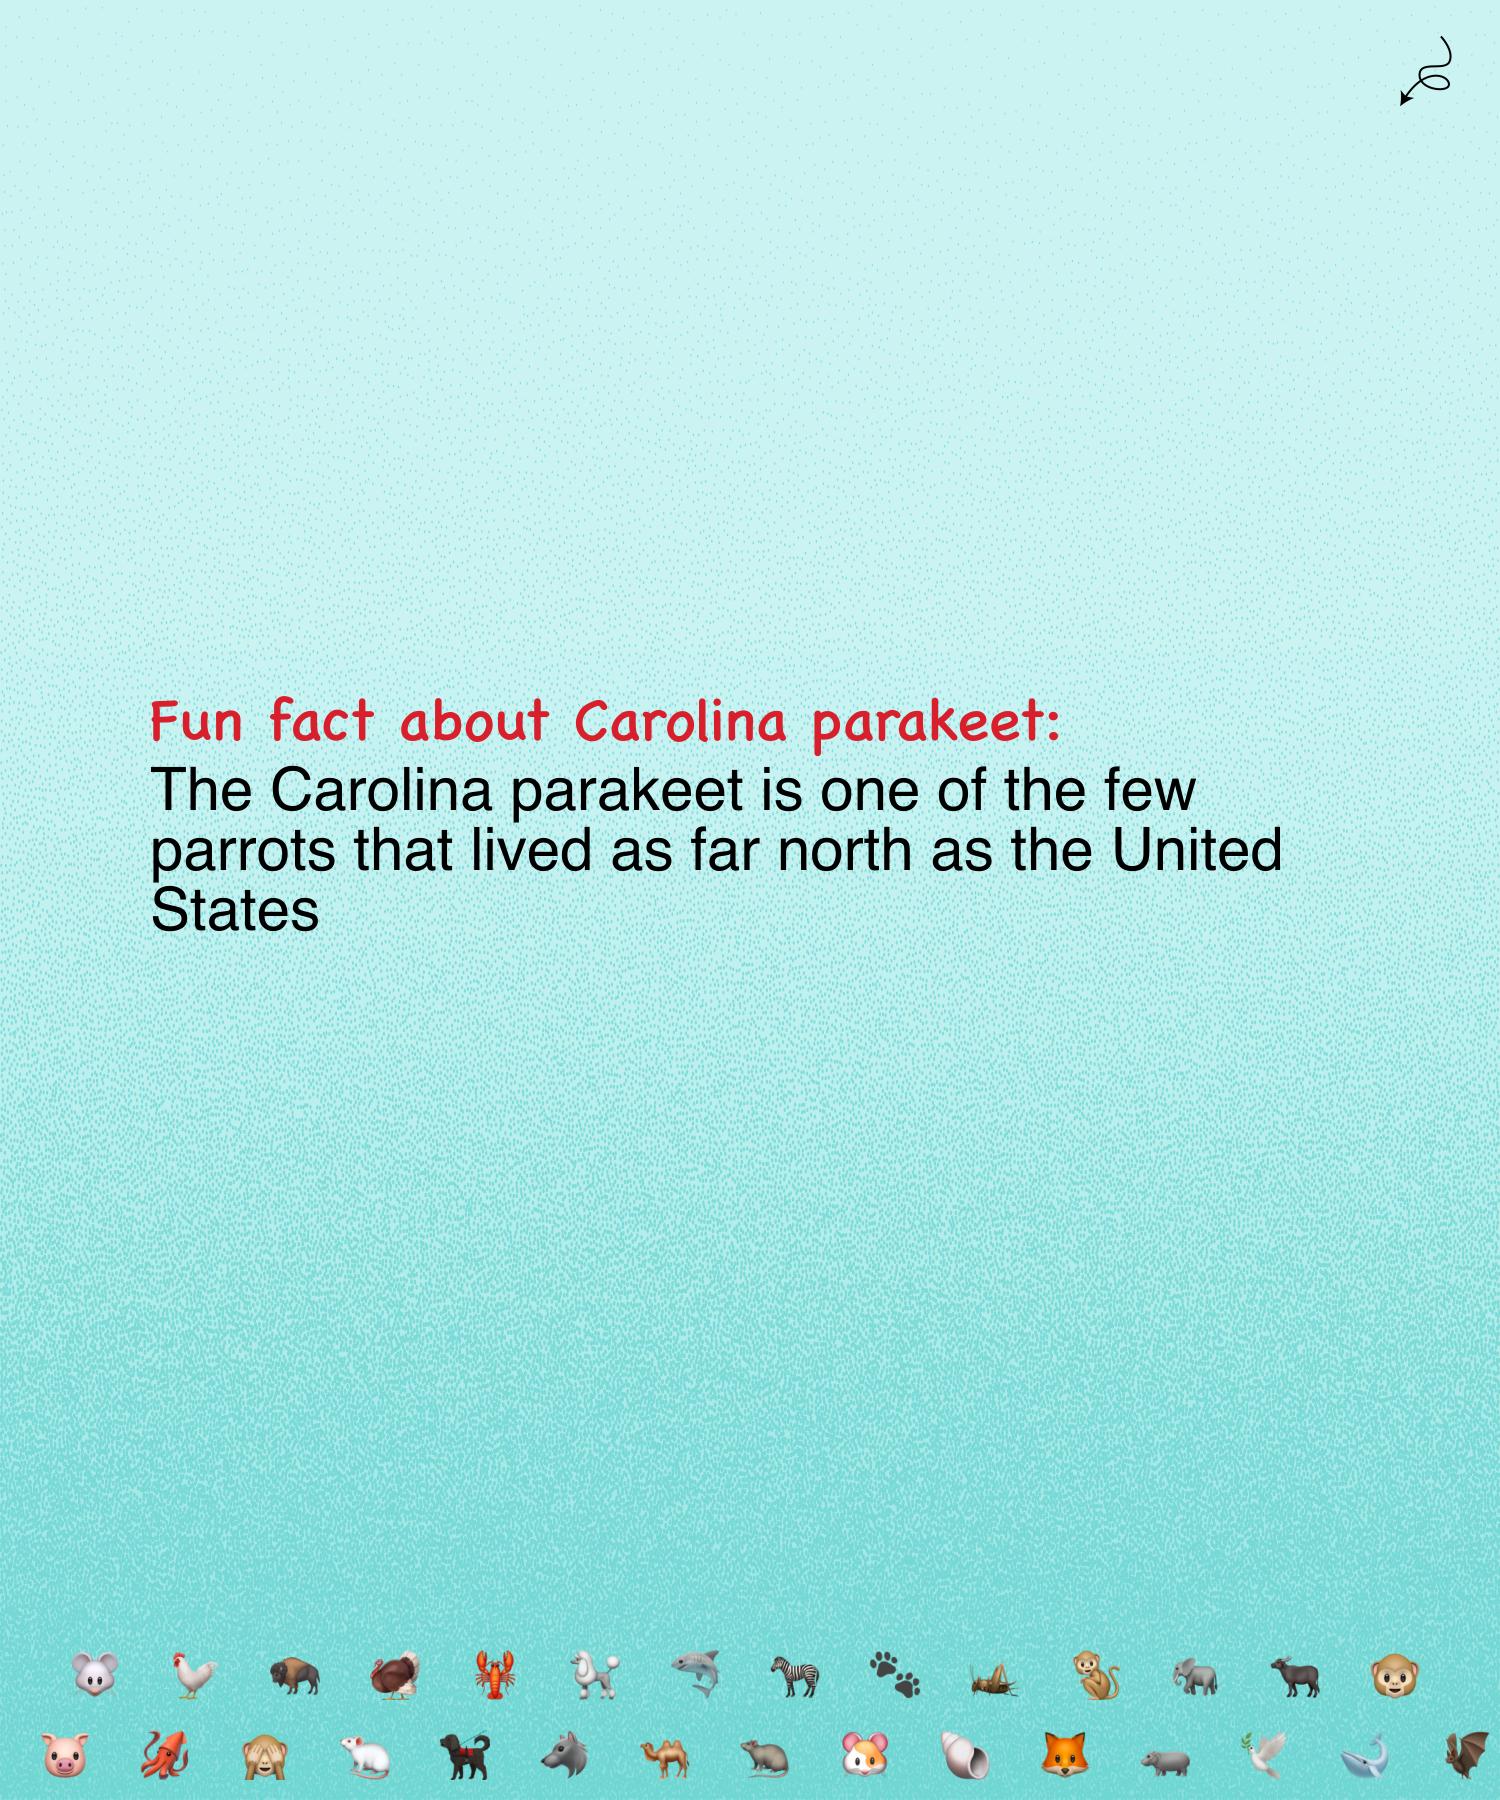 Fun fact about Carolina parakeet:
The Carolina parakeet is one of the few
parrots that lived as far north as the United
States